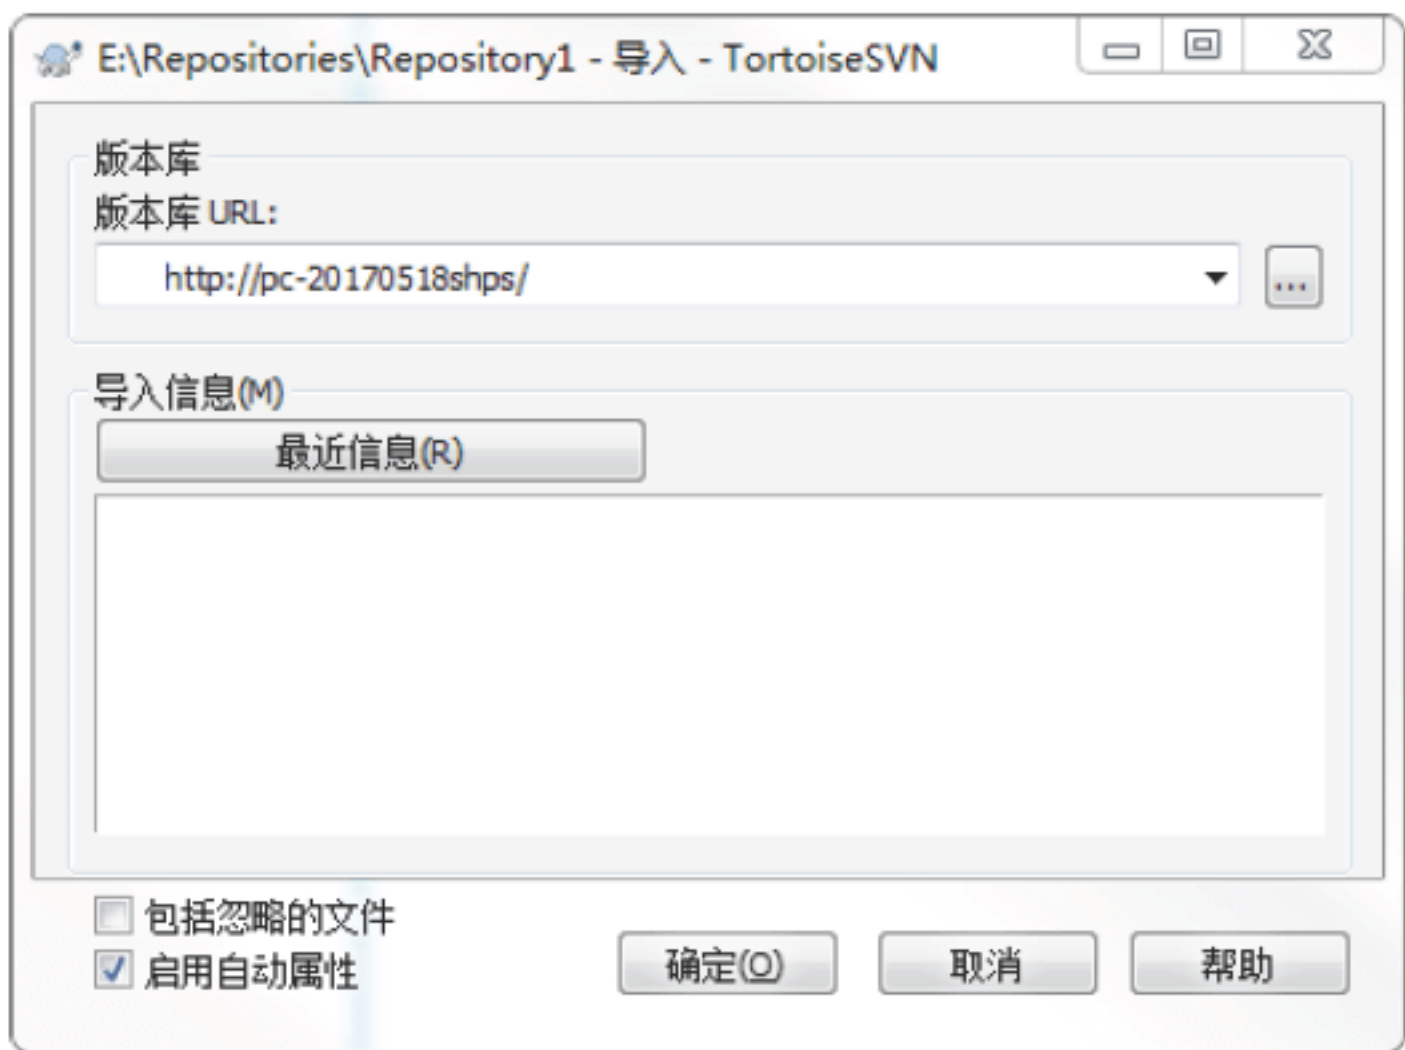 E:\Repositories\Repository1 - 导入 - TortoiseSVN
版本库
版本库 URL:
http://pc-20170518shps/
...
导入信息(M)
最近信息(R)
包括忽略的文件
启用自动属性
确定(O)
取消
帮助